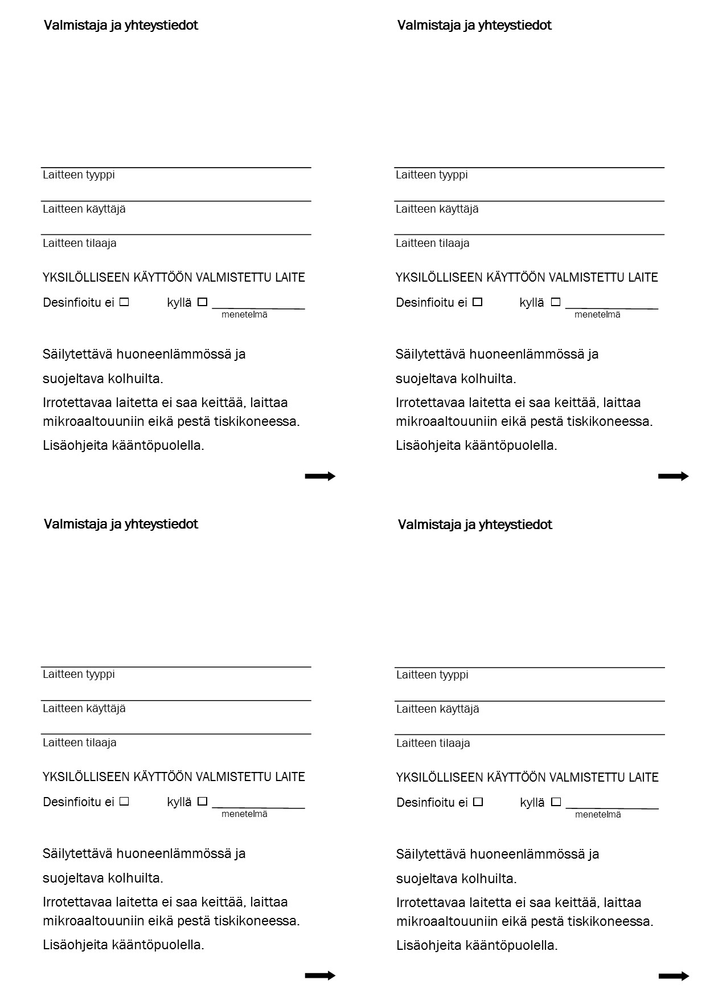 Valmistaja ja yhteystiedot
Laitteen tyyppi
Laitteen käyttäjä
Laitteen tilaaja
YKSILÖLLISEEN KÄYTTÖÖN VALMISTETTU LAITE
Desinfioitu ei kyllä
menetelmä
Säilytettävä huoneenlämmössä ja
suojeltava kolhuilta.
Irrotettavaa laitetta ei saa keittää, laittaa
mikroaaltouuniin eikä pestä tiskikoneessa.
Lisäohjeita kääntöpuolella.
Valmistaja ja yhteystiedot
Laitteen tyyppi
Laitteen käyttäjä
Laitteen tilaaja
YKSILÖLLISEEN KÄYTTÖÖN VALMISTETTU LAITE
Desinfioitu ei kyllä
menetelmä
Säilytettävä huoneenlämmössä ja
suojeltava kolhuilta.
Irrotettavaa laitetta ei saa keittää, laittaa
mikroaaltouuniin eikä pestä tiskikoneessa.
Lisäohjeita kääntöpuolella.
Valmistaja ja yhteystiedot
Laitteen tyyppi
Laitteen käyttäjä
Laitteen tilaaja
YKSILÖLLISEEN KÄYTTÖÖN VALMISTETTU LAITE
Desinfioitu ei kyllä
menetelmä
Säilytettävä huoneenlämmössä ja
suojeltava kolhuilta.
Irrotettavaa laitetta ei saa keittää, laittaa
mikroaaltouuniin eikä pestä tiskikoneessa.
Lisäohjeita kääntöpuolella.
Valmistaja ja yhteystiedot
Laitteen tyyppi
Laitteen käyttäjä
Laitteen tilaaja
YKSILÖLLISEEN KÄYTTÖÖN VALMISTETTU LAITE
Desinfioitu ei kyllä
menetelmä
Säilytettävä huoneenlämmössä ja
suojeltava kolhuilta.
Irrotettavaa laitetta ei saa keittää, laittaa
mikroaaltouuniin eikä pestä tiskikoneessa.
Lisäohjeita kääntöpuolella.